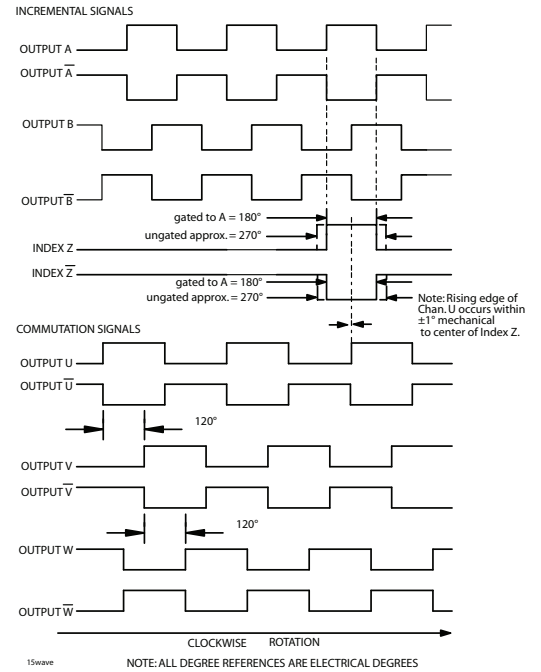 INCREMENTAL SIGNALS
OUTPUT A
OUTPUT A̅
OUTPUT B
OUTPUT B̅
gated to A = 180°
ungated approx. = 270°
INDEX Z
INDEX Z̅
gated to A = 180°
ungated approx. = 270°
Note: Rising edge of
Chan. U occurs within
±1° mechanical
to center of Index Z.
COMMUTATION SIGNALS
OUTPUT U
OUTPUT U̅
120°
OUTPUT V
OUTPUT V̅
120°
OUTPUT W
OUTPUT W̅
CLOCKWISE ROTATION
15wave
NOTE: ALL DEGREE REFERENCES ARE ELECTRICAL DEGREES